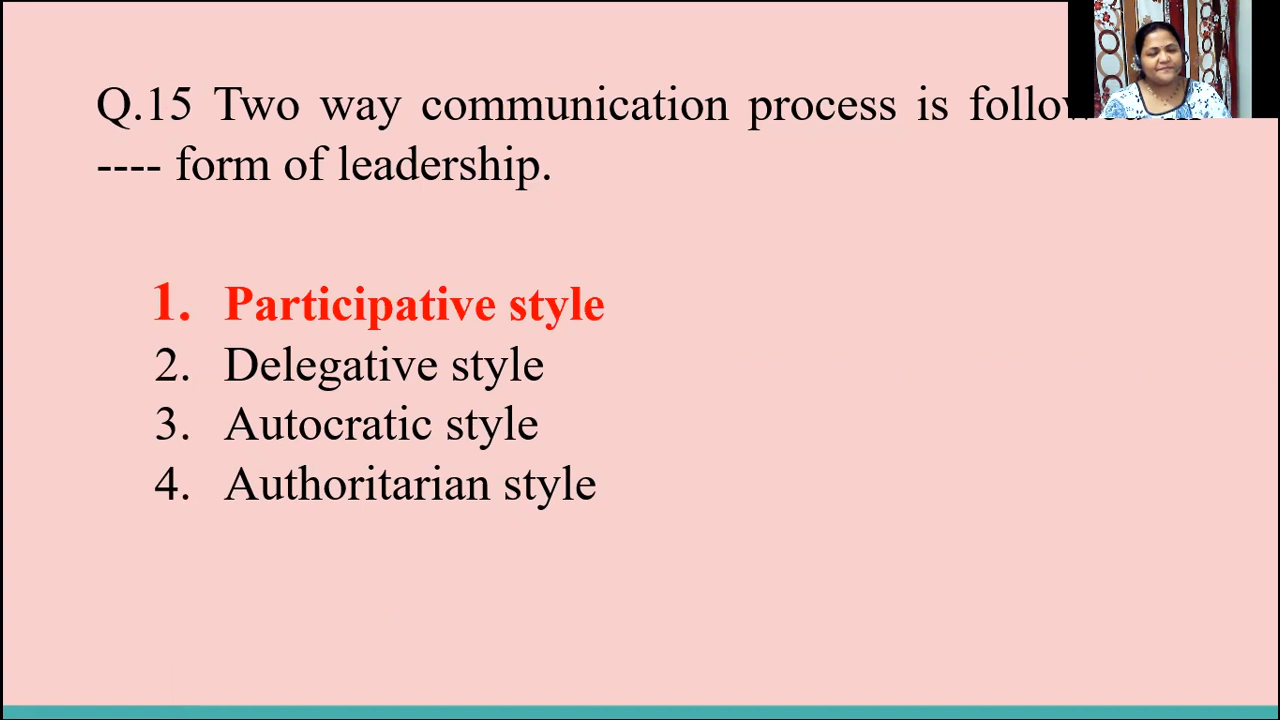 Q.15 Two way communication process is
---- form of leadership.
1. Participative style
2. Delegative style
3. Autocratic style
4. Authoritarian style